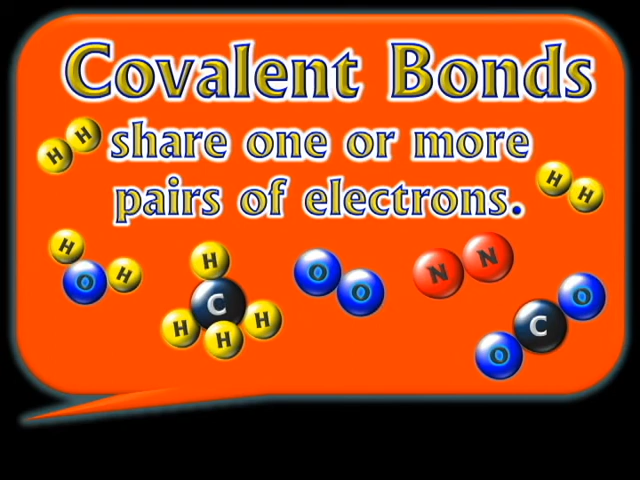 Covalent Bonds
share one or more
pairs of electrons.
H H
H H
H
O H
H
C
H H H
O O
N N
O C O